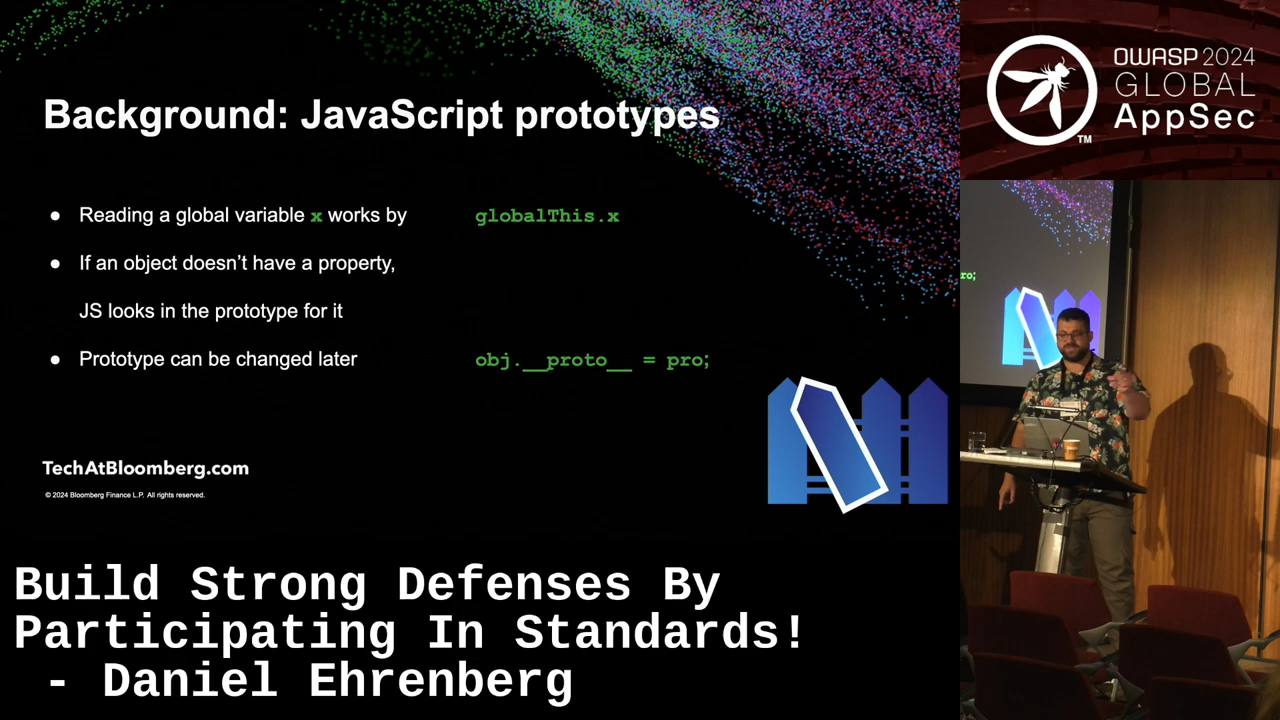 Background: JavaScript prototypes
● Reading a global variable x works by globalThis.x
● If an object doesn't have a property,
JS looks in the prototype for it
● Prototype can be changed later obj.__proto__ = pro;
TechAtBloomberg.com
© 2024 Bloomberg Finance L.P. All rights reserved.
Build Strong Defenses By
Participating In Standards!
- Daniel Ehrenberg
OWASP 2024
GLOBAL
AppSec
TM
ro;